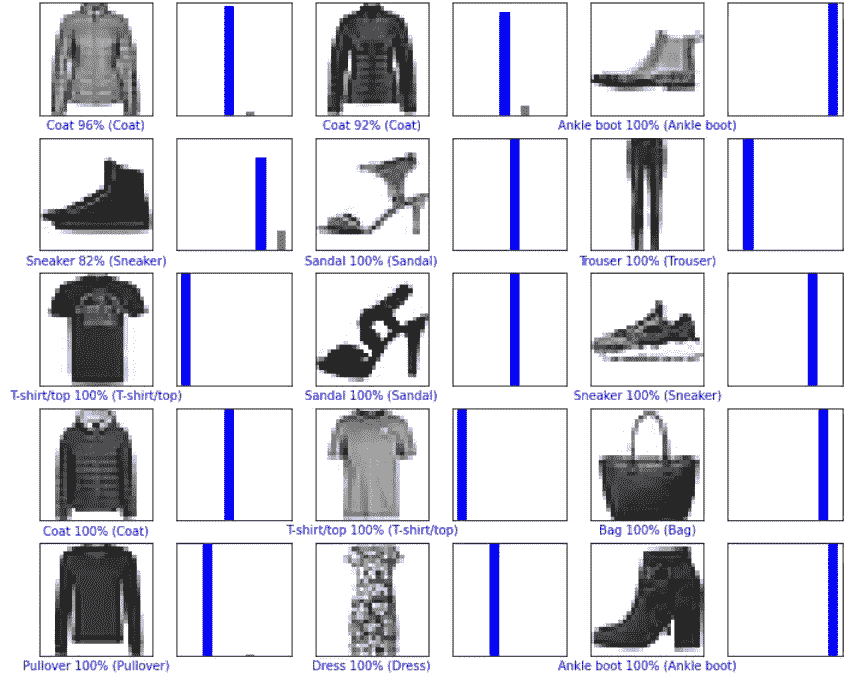 Coat 96% (Coat)
Coat 92% (Coat)
Ankle boot 100% (Ankle boot)
Sneaker 82% (Sneaker)
Sandal 100% (Sandal)
Trouser 100% (Trouser)
T-shirt/top 100% (T-shirt/top)
Sandal 100% (Sandal)
Sneaker 100% (Sneaker)
Coat 100% (Coat)
T-shirt/top 100% (T-shirt/top)
Bag 100% (Bag)
Pullover 100% (Pullover)
Dress 100% (Dress)
Ankle boot 100% (Ankle boot)